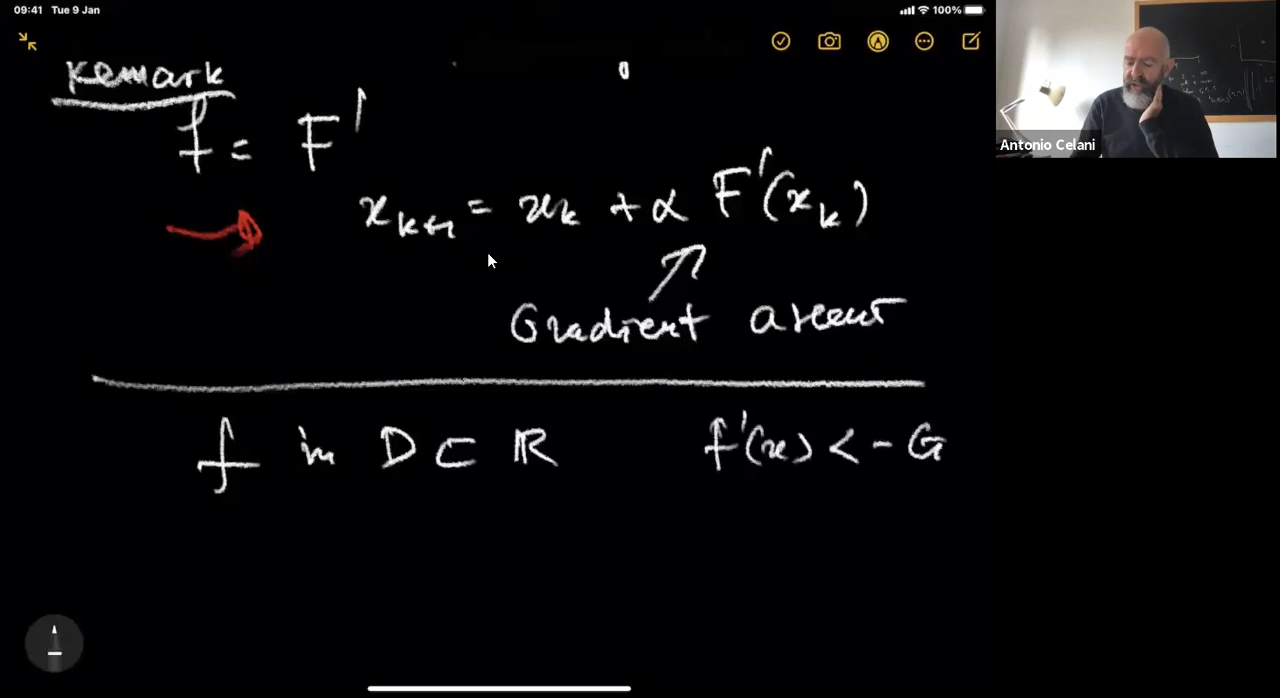 09:41 Tue 9 Jan
100%
Remark
f = F'
x_{k+1} = x_k + α F'(x_k)
Gradient ascent
f in D ⊂ ℝ f'(x) < - G
Antonio Celani